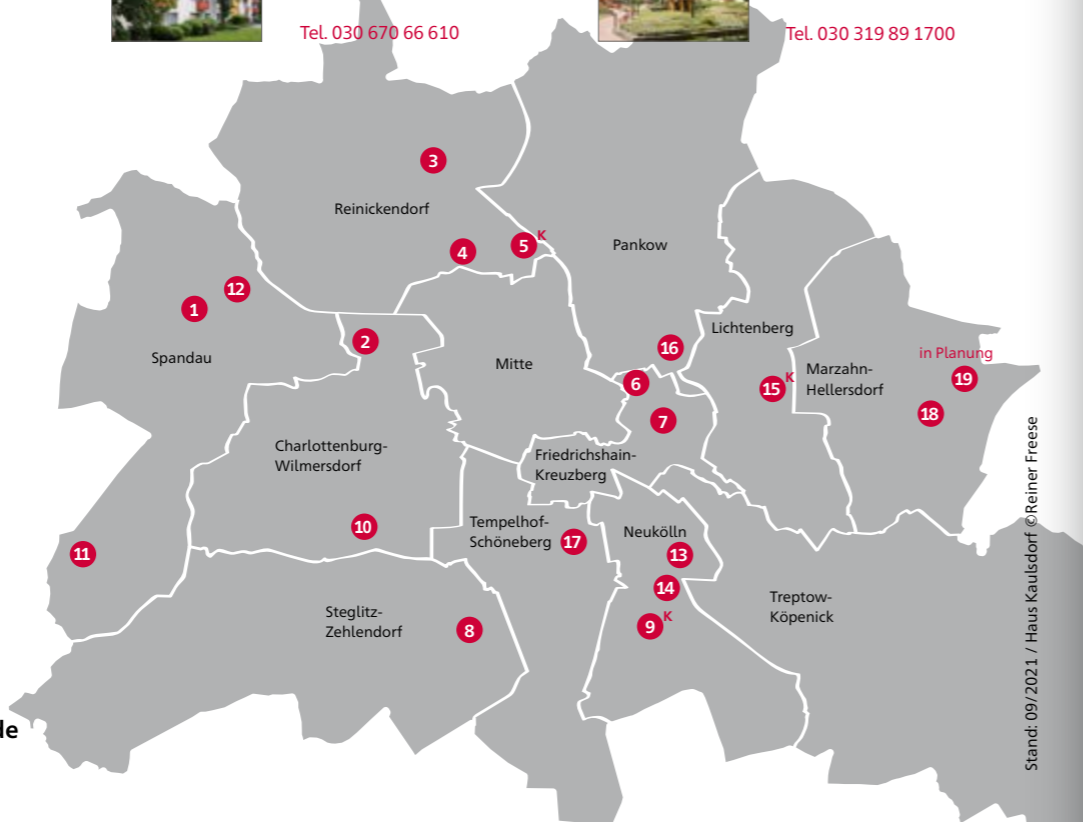 Tel. 030 670 66 610
Tel. 030 319 89 1700
3
Reinickendorf
4
5 K
Pankow
12
1
Spandau
2
Mitte
16
6
7
Lichtenberg
15 K
Marzahn-
Hellersdorf
in Planung
19
18
Charlottenburg-
Wilmersdorf
Friedrichshain-
Kreuzberg
10
11
Tempelhof-
Schöneberg
17
Neukölln
13
14
9 K
Steglitz-
Zehlendorf
8
Treptow-
Köpenick
de
Stand: 09/2021 / Haus Kaulsdorf ©Reiner Freese